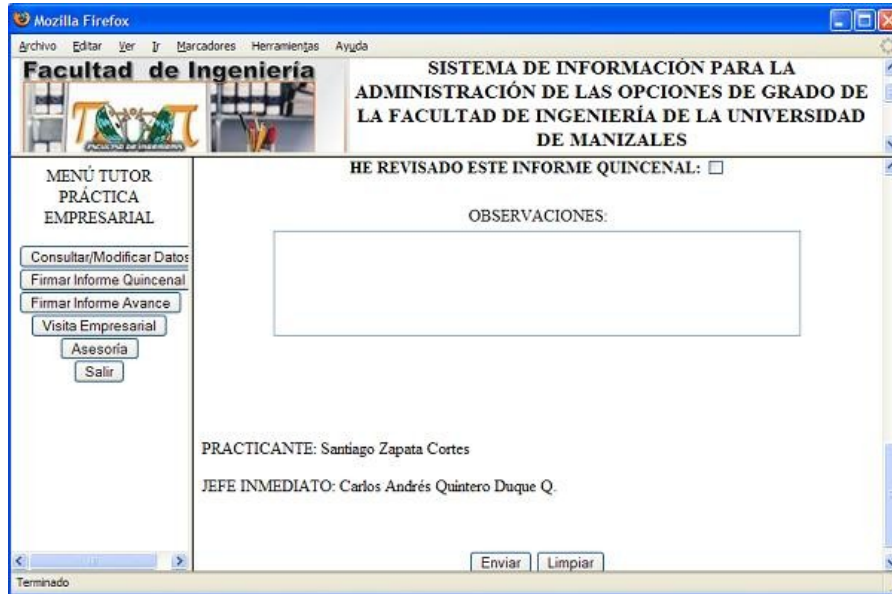 Mozilla Firefox
Archivo Editar Ver Ir Marcadores Herramientas Ayuda
Facultad de Ingeniería
SISTEMA DE INFORMACIÓN PARA LA
ADMINISTRACIÓN DE LAS OPCIONES DE GRADO DE
LA FACULTAD DE INGENIERÍA DE LA UNIVERSIDAD
DE MANIZALES
MENÚ TUTOR
PRÁCTICA
EMPRESARIAL
Consultar/Modificar Datos
Firmar Informe Quincenal
Firmar Informe Avance
Visita Empresarial
Asesoría
Salir
HE REVISADO ESTE INFORME QUINCENAL:
OBSERVACIONES:
PRACTICANTE: Santiago Zapata Cortes
JEFE INMEDIATO: Carlos Andrés Quintero Duque Q.
Enviar Limpiar
Terminado